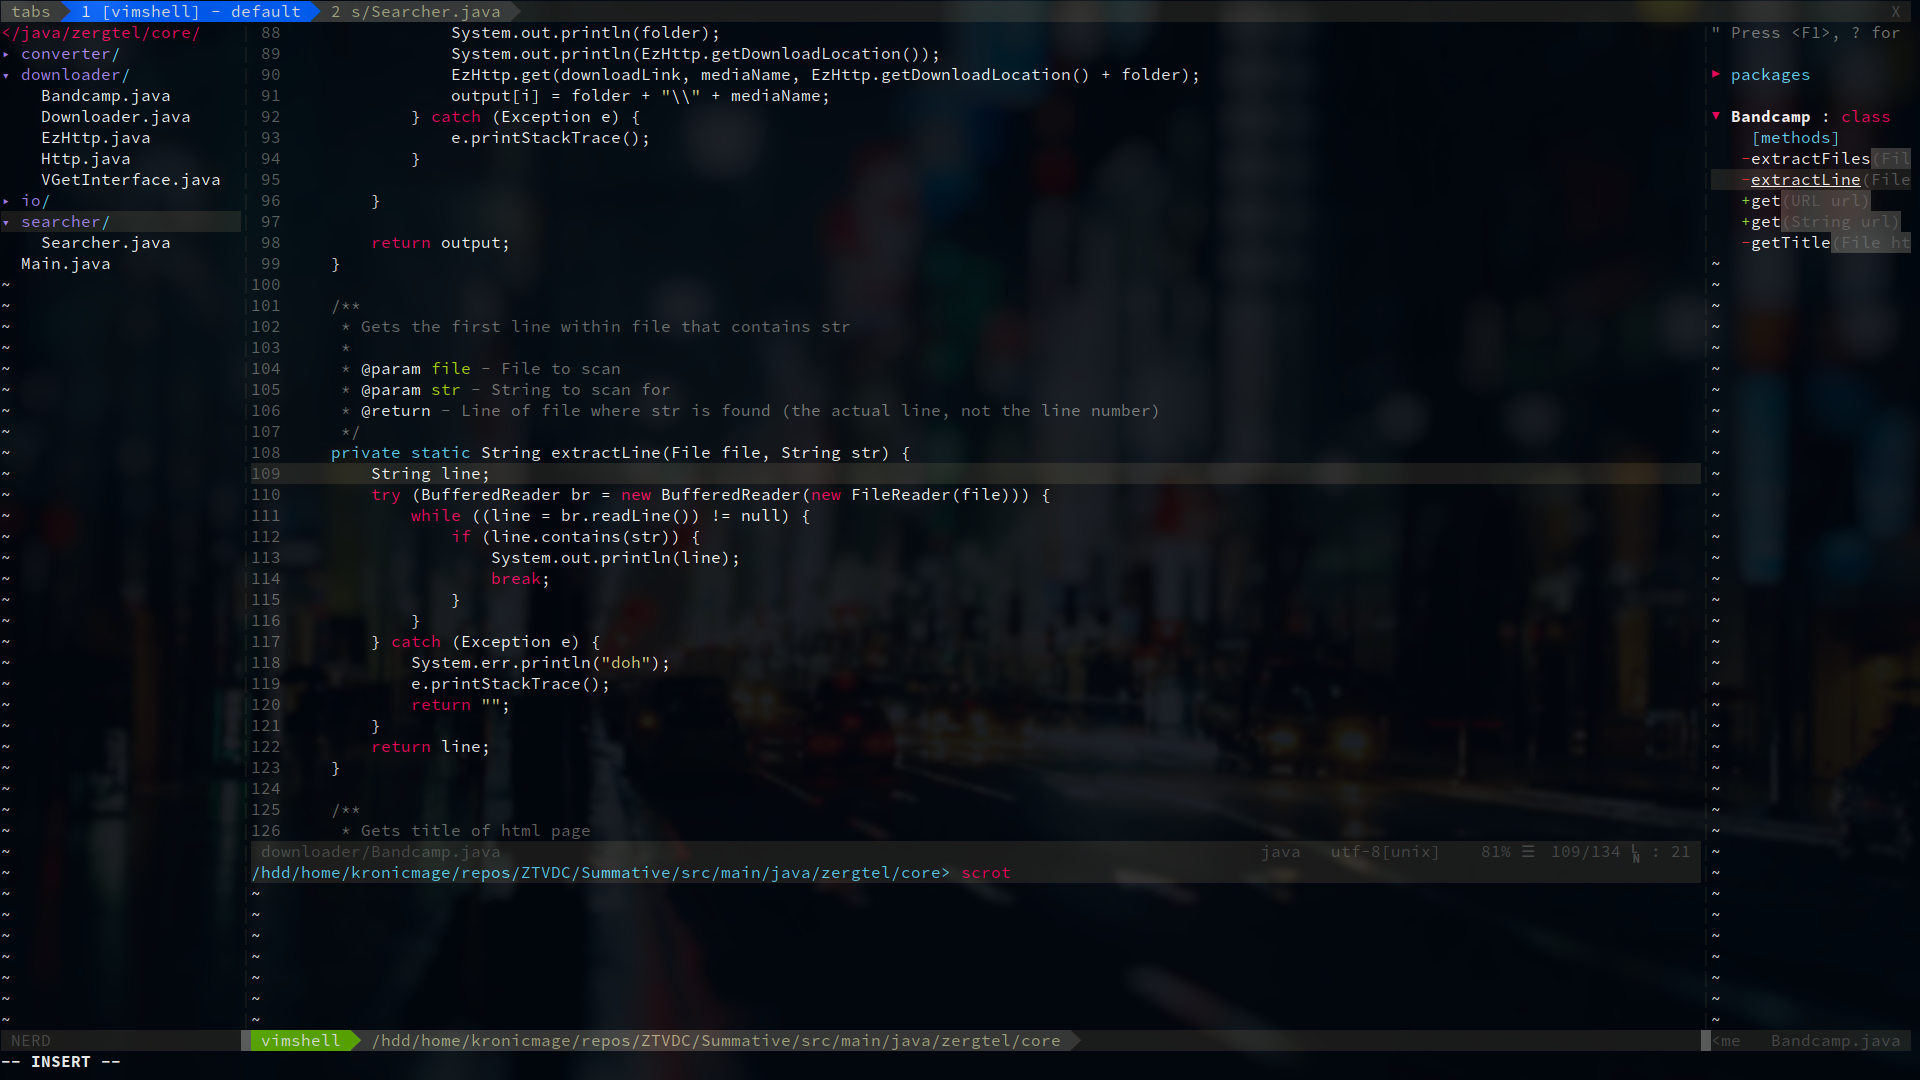 tabs 1 [vimshell] - default 2 s/Searcher.java X
</java/zergtel/core/
▸ converter/
▾ downloader/
Bandcamp.java
Downloader.java
EzHttp.java
Http.java
VGetInterface.java
▸ io/
▾ searcher/
Searcher.java
Main.java
88 System.out.println(folder);
89 System.out.println(EzHttp.getDownloadLocation());
90 EzHttp.get(downloadLink, mediaName, EzHttp.getDownloadLocation() + folder);
91 output[i] = folder + "\\" + mediaName;
92 } catch (Exception e) {
93 e.printStackTrace();
94 }
95
96 }
97
98 return output;
99 }
100
101 /**
102 * Gets the first line within file that contains str
103 *
104 * @param file - File to scan
105 * @param str - String to scan for
106 * @return - Line of file where str is found (the actual line, not the line number)
107 */
108 private static String extractLine(File file, String str) {
109 String line;
110 try (BufferedReader br = new BufferedReader(new FileReader(file))) {
111 while ((line = br.readLine()) != null) {
112 if (line.contains(str)) {
113 System.out.println(line);
114 break;
115 }
116 }
117 } catch (Exception e) {
118 System.err.println("doh");
119 e.printStackTrace();
120 return "";
121 }
122 return line;
123 }
124
125 /**
126 * Gets title of html page
downloader/Bandcamp.java java utf-8[unix] 81% ☰ 109/134 LN : 21
/hdd/home/kronicmage/repos/ZTVDC/Summative/src/main/java/zergtel/core> scrot
" Press <F1>, ? for
▸ packages
▼ Bandcamp : class
[methods]
-extractFiles(Fil
-extractLine(File
+get(URL url)
+get(String url)
-getTitle(File ht
NERD vimshell /hdd/home/kronicmage/repos/ZTVDC/Summative/src/main/java/zergtel/core <me Bandcamp.java
-- INSERT --